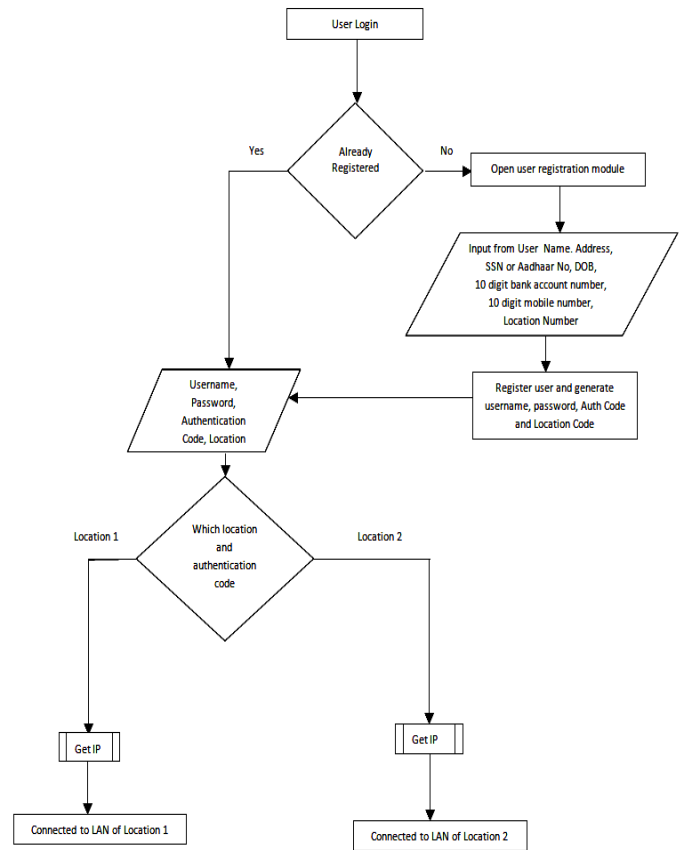 User Login
Already
Registered
Yes
No
Open user registration module
Input from User Name. Address,
SSN or Aadhaar No, DOB,
10 digit bank account number,
10 digit mobile number,
Location Number
Username,
Password,
Authentication
Code, Location
Register user and generate
username, password, Auth Code
and Location Code
Which location
and
authentication
code
Location 1
Location 2
Get IP
Get IP
Connected to LAN of Location 1
Connected to LAN of Location 2